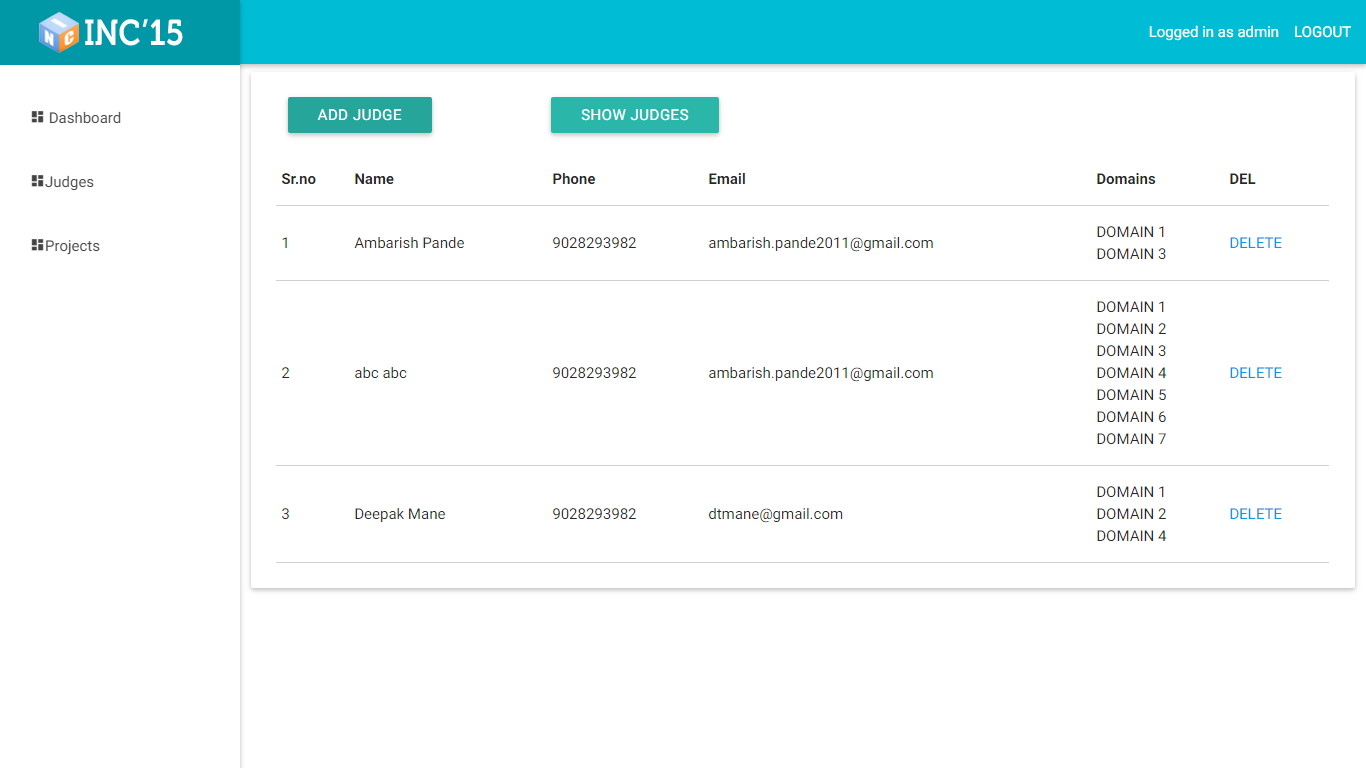 INC INC'15
Logged in as admin LOGOUT
Dashboard
Judges
Projects
ADD JUDGE SHOW JUDGES
Sr.no Name Phone Email Domains DEL
1 Ambarish Pande 9028293982 ambarish.pande2011@gmail.com DOMAIN 1
DOMAIN 3 DELETE
2 abc abc 9028293982 ambarish.pande2011@gmail.com DOMAIN 1
DOMAIN 2
DOMAIN 3
DOMAIN 4
DOMAIN 5
DOMAIN 6
DOMAIN 7 DELETE
3 Deepak Mane 9028293982 dtmane@gmail.com DOMAIN 1
DOMAIN 2
DOMAIN 4 DELETE